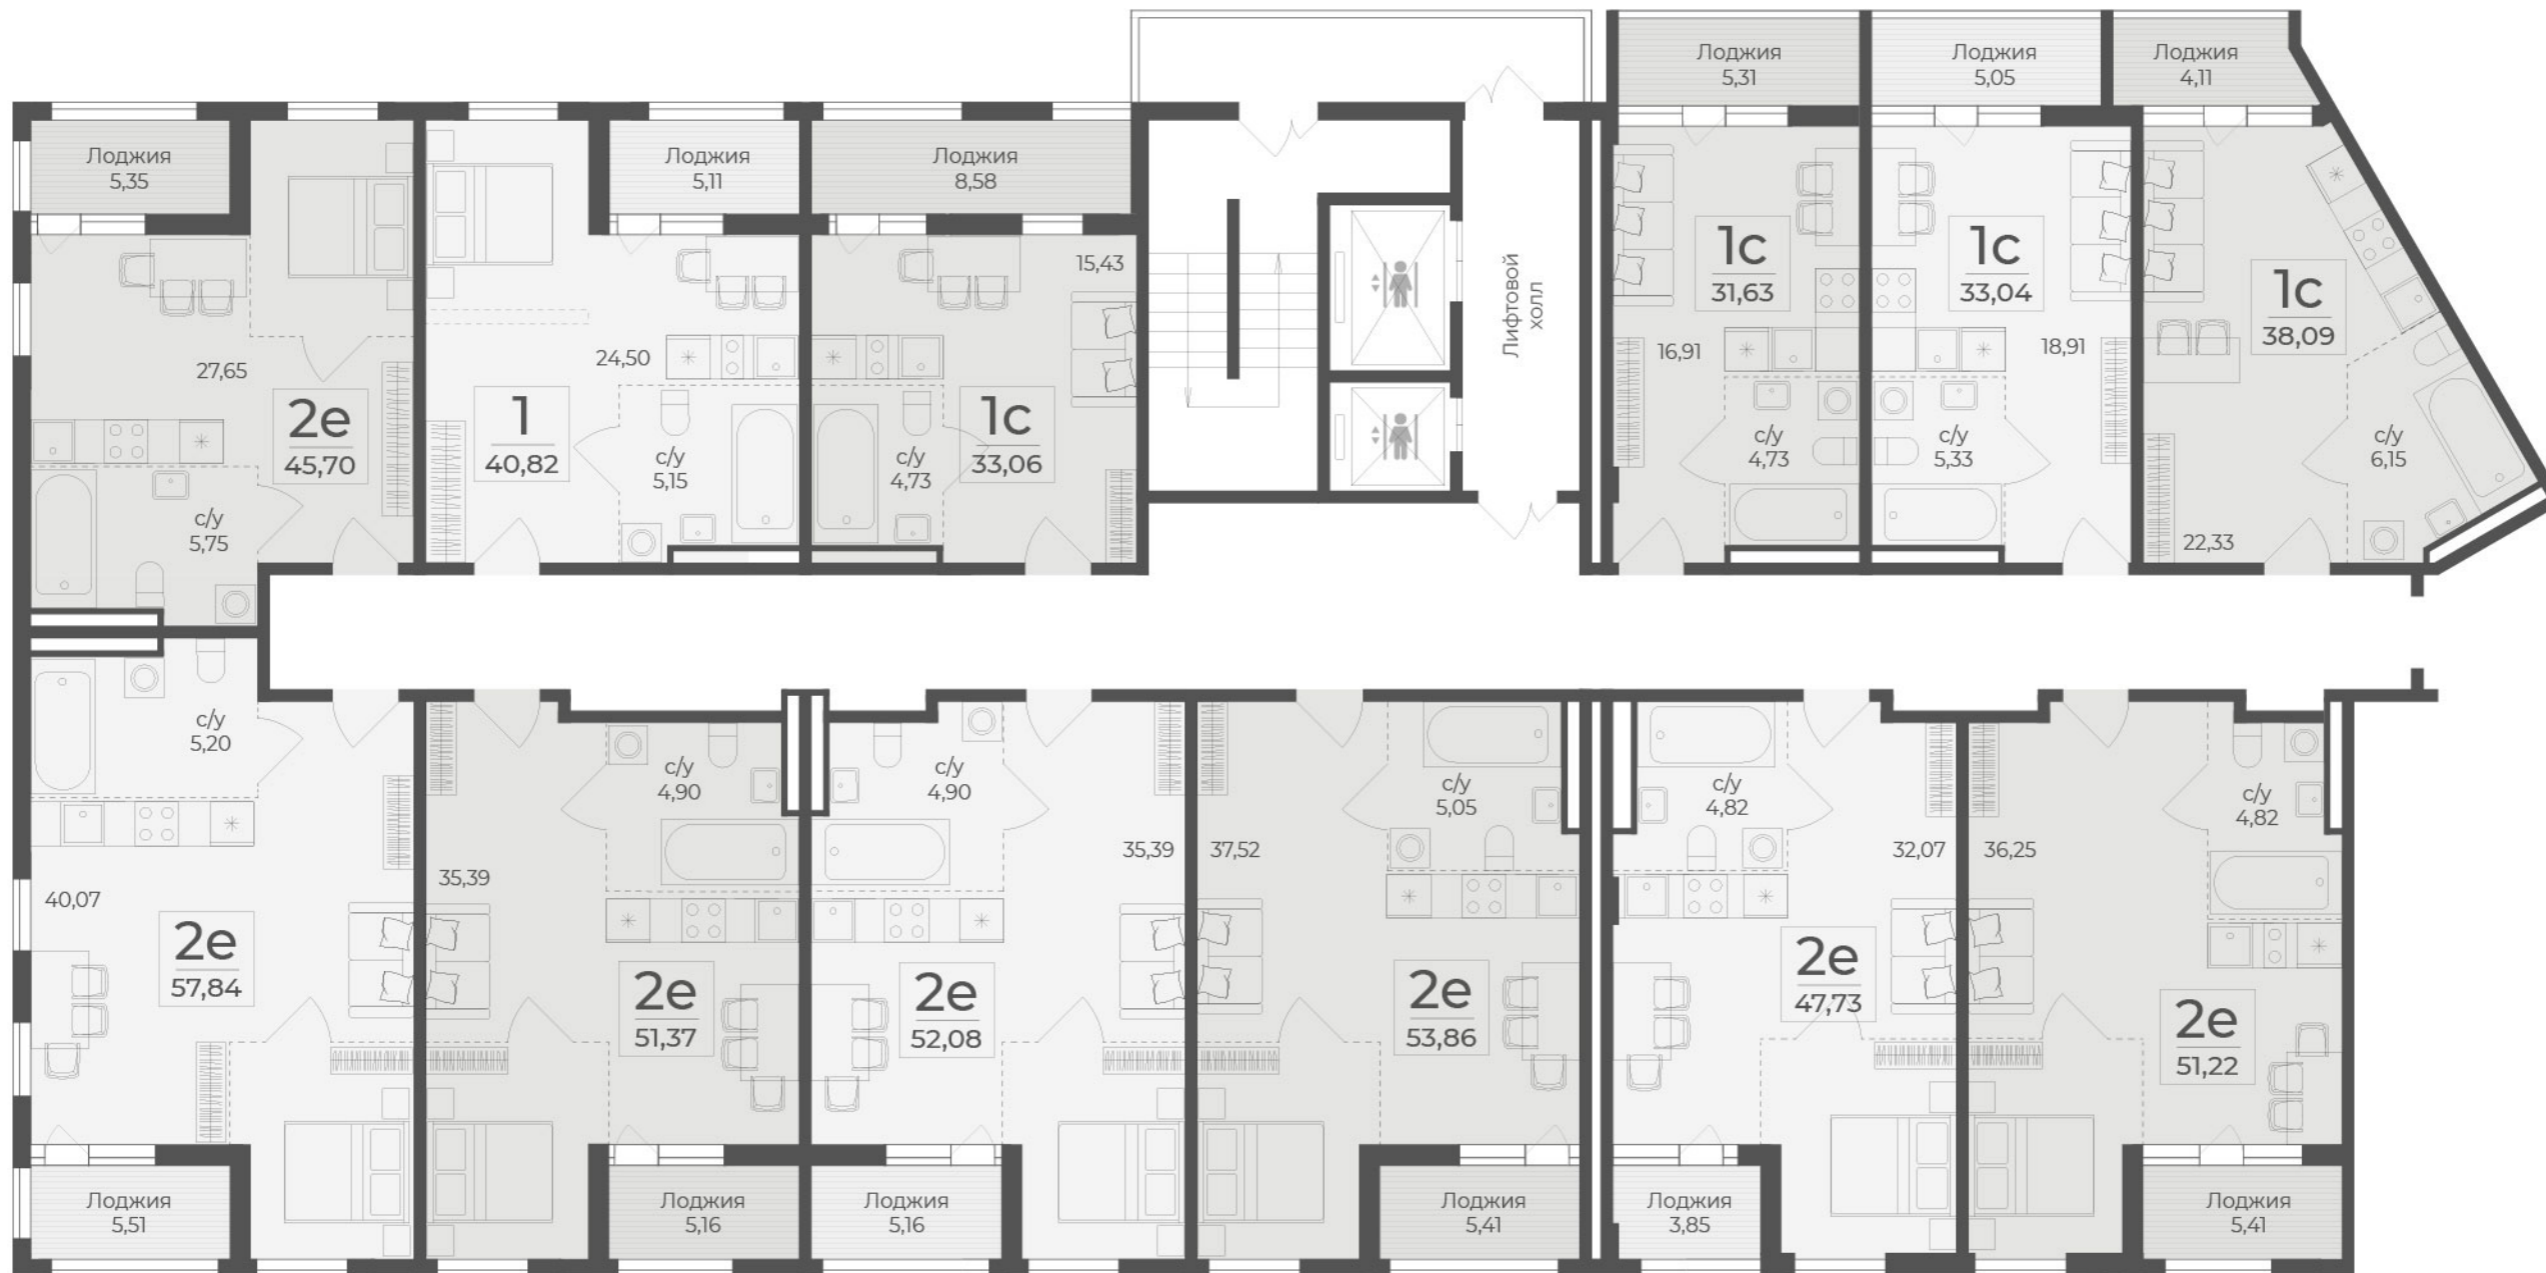 Лоджия
5,35
27,65
2е
45,70
с/у
5,75
Лоджия
5,11
24,50
1
40,82
с/у
5,15
Лоджия
8,58
15,43
1с
33,06
с/у
4,73
Лифтовой
холл
Лоджия
5,31
1с
31,63
16,91
с/у
4,73
Лоджия
5,05
1с
33,04
18,91
с/у
5,33
Лоджия
4,11
1с
38,09
с/у
6,15
22,33
с/у
5,20
40,07
2е
57,84
Лоджия
5,51
с/у
4,90
35,39
2е
51,37
Лоджия
5,16
с/у
4,90
35,39
2е
52,08
Лоджия
5,16
37,52
с/у
5,05
2е
53,86
Лоджия
5,41
с/у
4,82
32,07
2е
47,73
Лоджия
3,85
36,25
с/у
4,82
2е
51,22
Лоджия
5,41